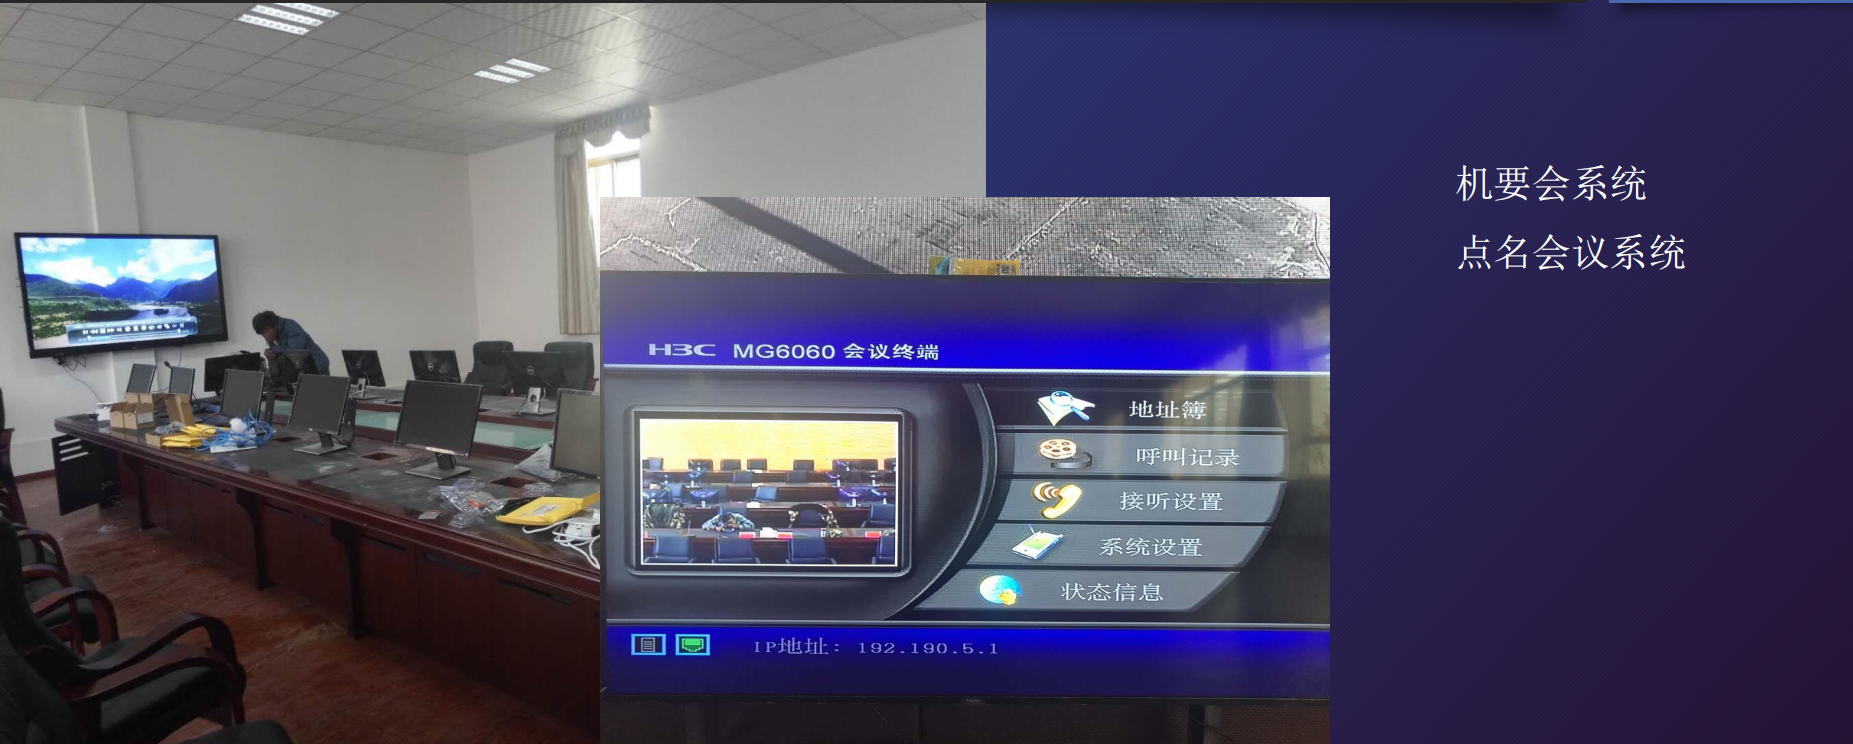 机要会系统
点名会议系统
H3C MG6060 会议终端
地址簿
呼叫记录
接听设置
系统设置
状态信息
IP地址: 192.190.5.1